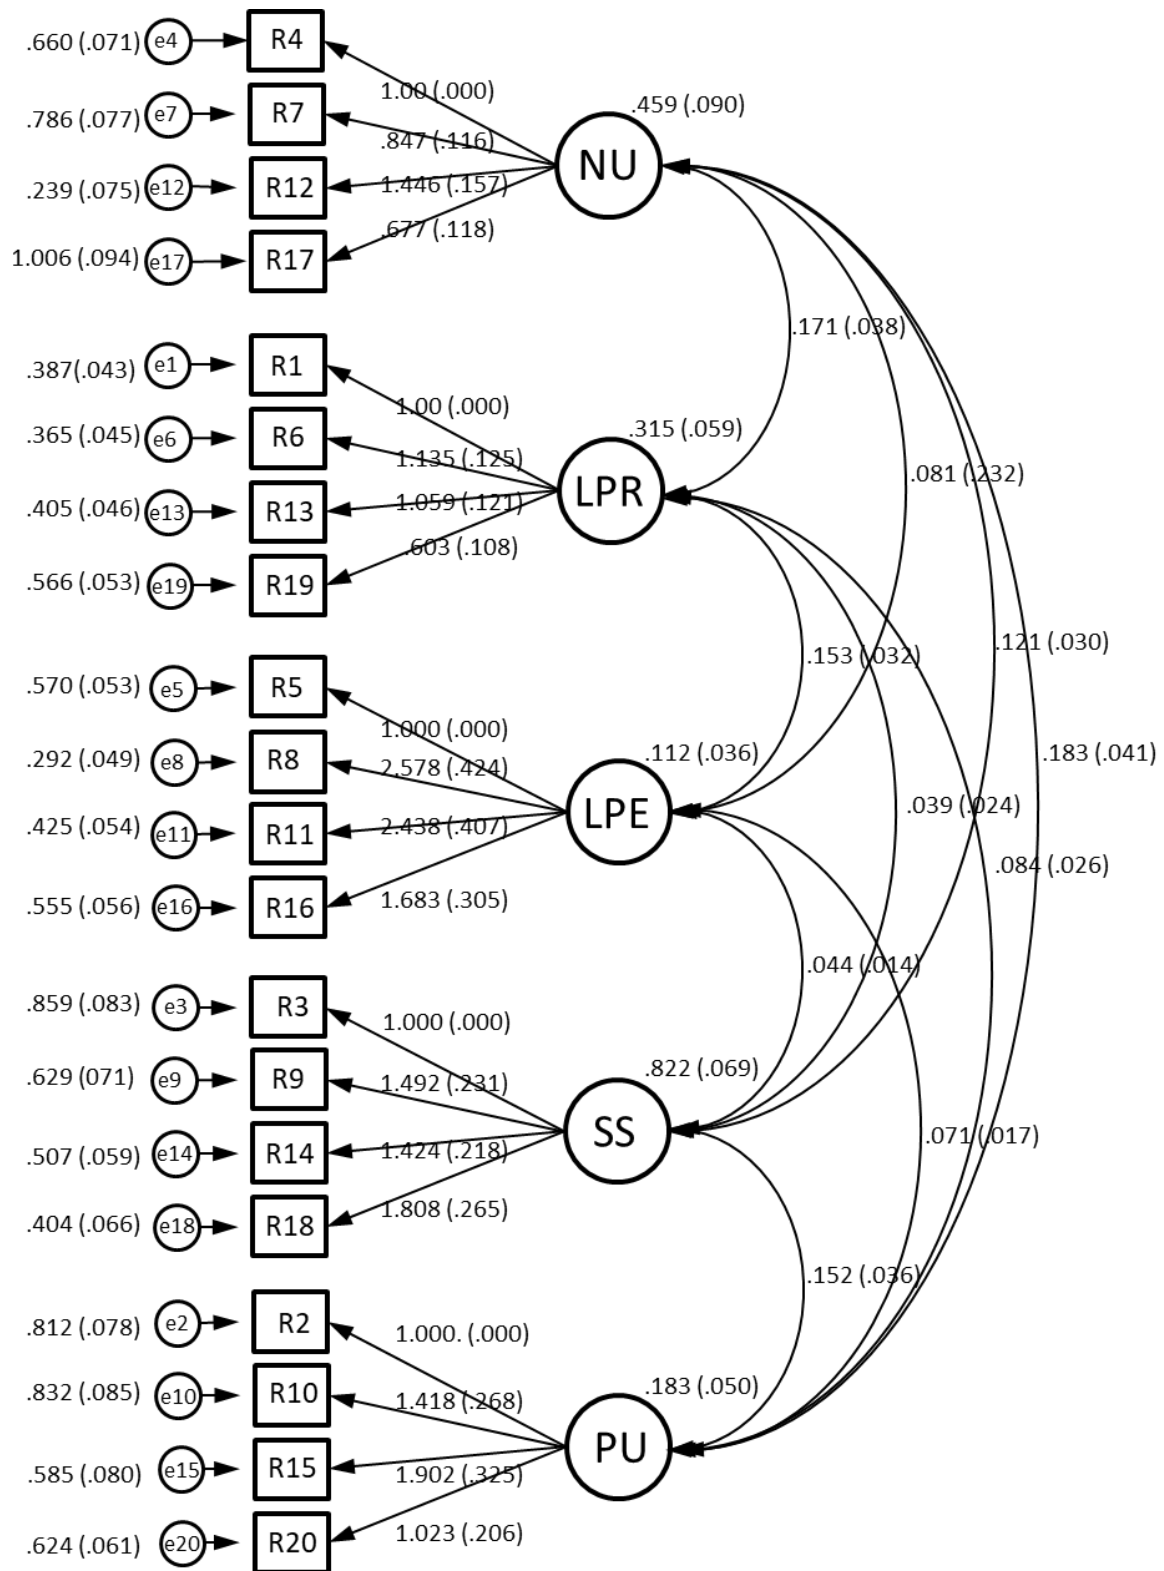 .660 (.071) e4 R4
1.00 (.000)
.459 (.090)
.786 (.077) e7 R7
.847 (.116)
NU
.239 (.075) e12 R12
1.446 (.157)
.677 (.118)
1.006 (.094) e17 R17
.171 (.038)
.387(.043) e1 R1
1.00 (.000)
.315 (.059)
.365 (.045) e6 R6
1.135 (.125)
.081 (.232)
LPR
.405 (.046) e13 R13
1.059 (.121)
.603 (.108)
.566 (.053) e19 R19
.121 (.030)
.153 (.032)
.570 (.053) e5 R5
1.000 (.000)
.112 (.036)
.183 (.041)
.292 (.049) e8 R8
2.578 (.424)
.039 (.024)
LPE
.425 (.054) e11 R11
2.438 (.407)
.084 (.026)
1.683 (.305)
.555 (.056) e16 R16
.044 (.014)
.859 (.083) e3 R3
1.000 (.000)
.822 (.069)
.629 (071) e9 R9
1.492 (.231)
SS
.071 (.017)
.507 (.059) e14 R14
1.424 (.218)
1.808 (.265)
.404 (.066) e18 R18
.152 (.036)
.812 (.078) e2 R2
1.000. (.000)
.183 (.050)
.832 (.085) e10 R10
1.418 (.268)
PU
.585 (.080) e15 R15
1.902 (.325)
1.023 (.206)
.624 (.061) e20 R20